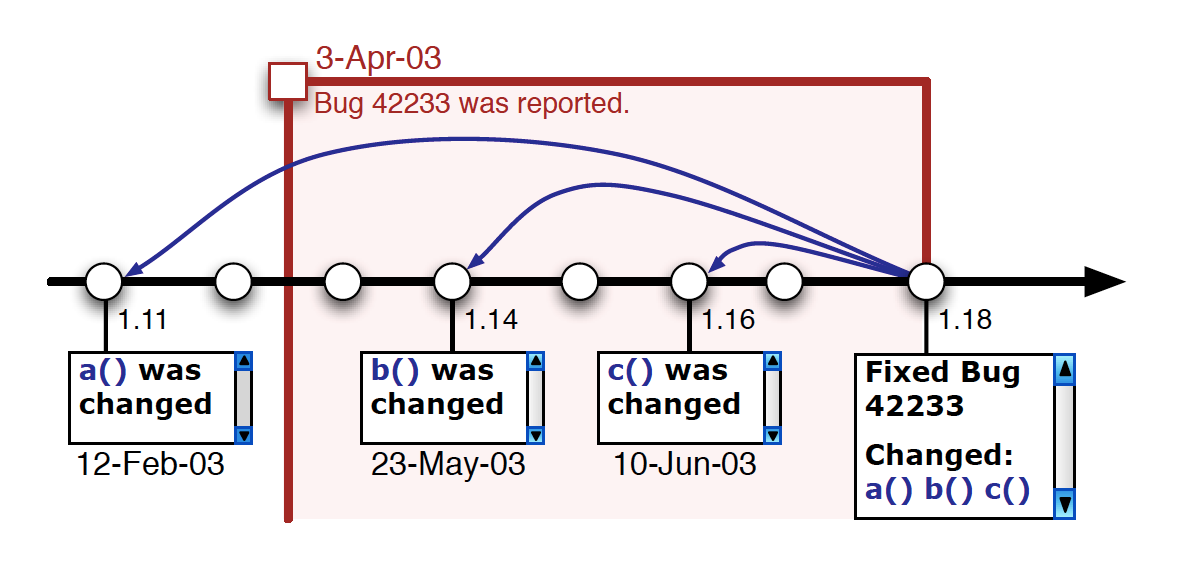 3-Apr-03
Bug 42233 was reported.
1.11
1.14
1.16
1.18
a() was
changed
12-Feb-03
b() was
changed
23-May-03
c() was
changed
10-Jun-03
Fixed Bug
42233
Changed:
a() b() c()